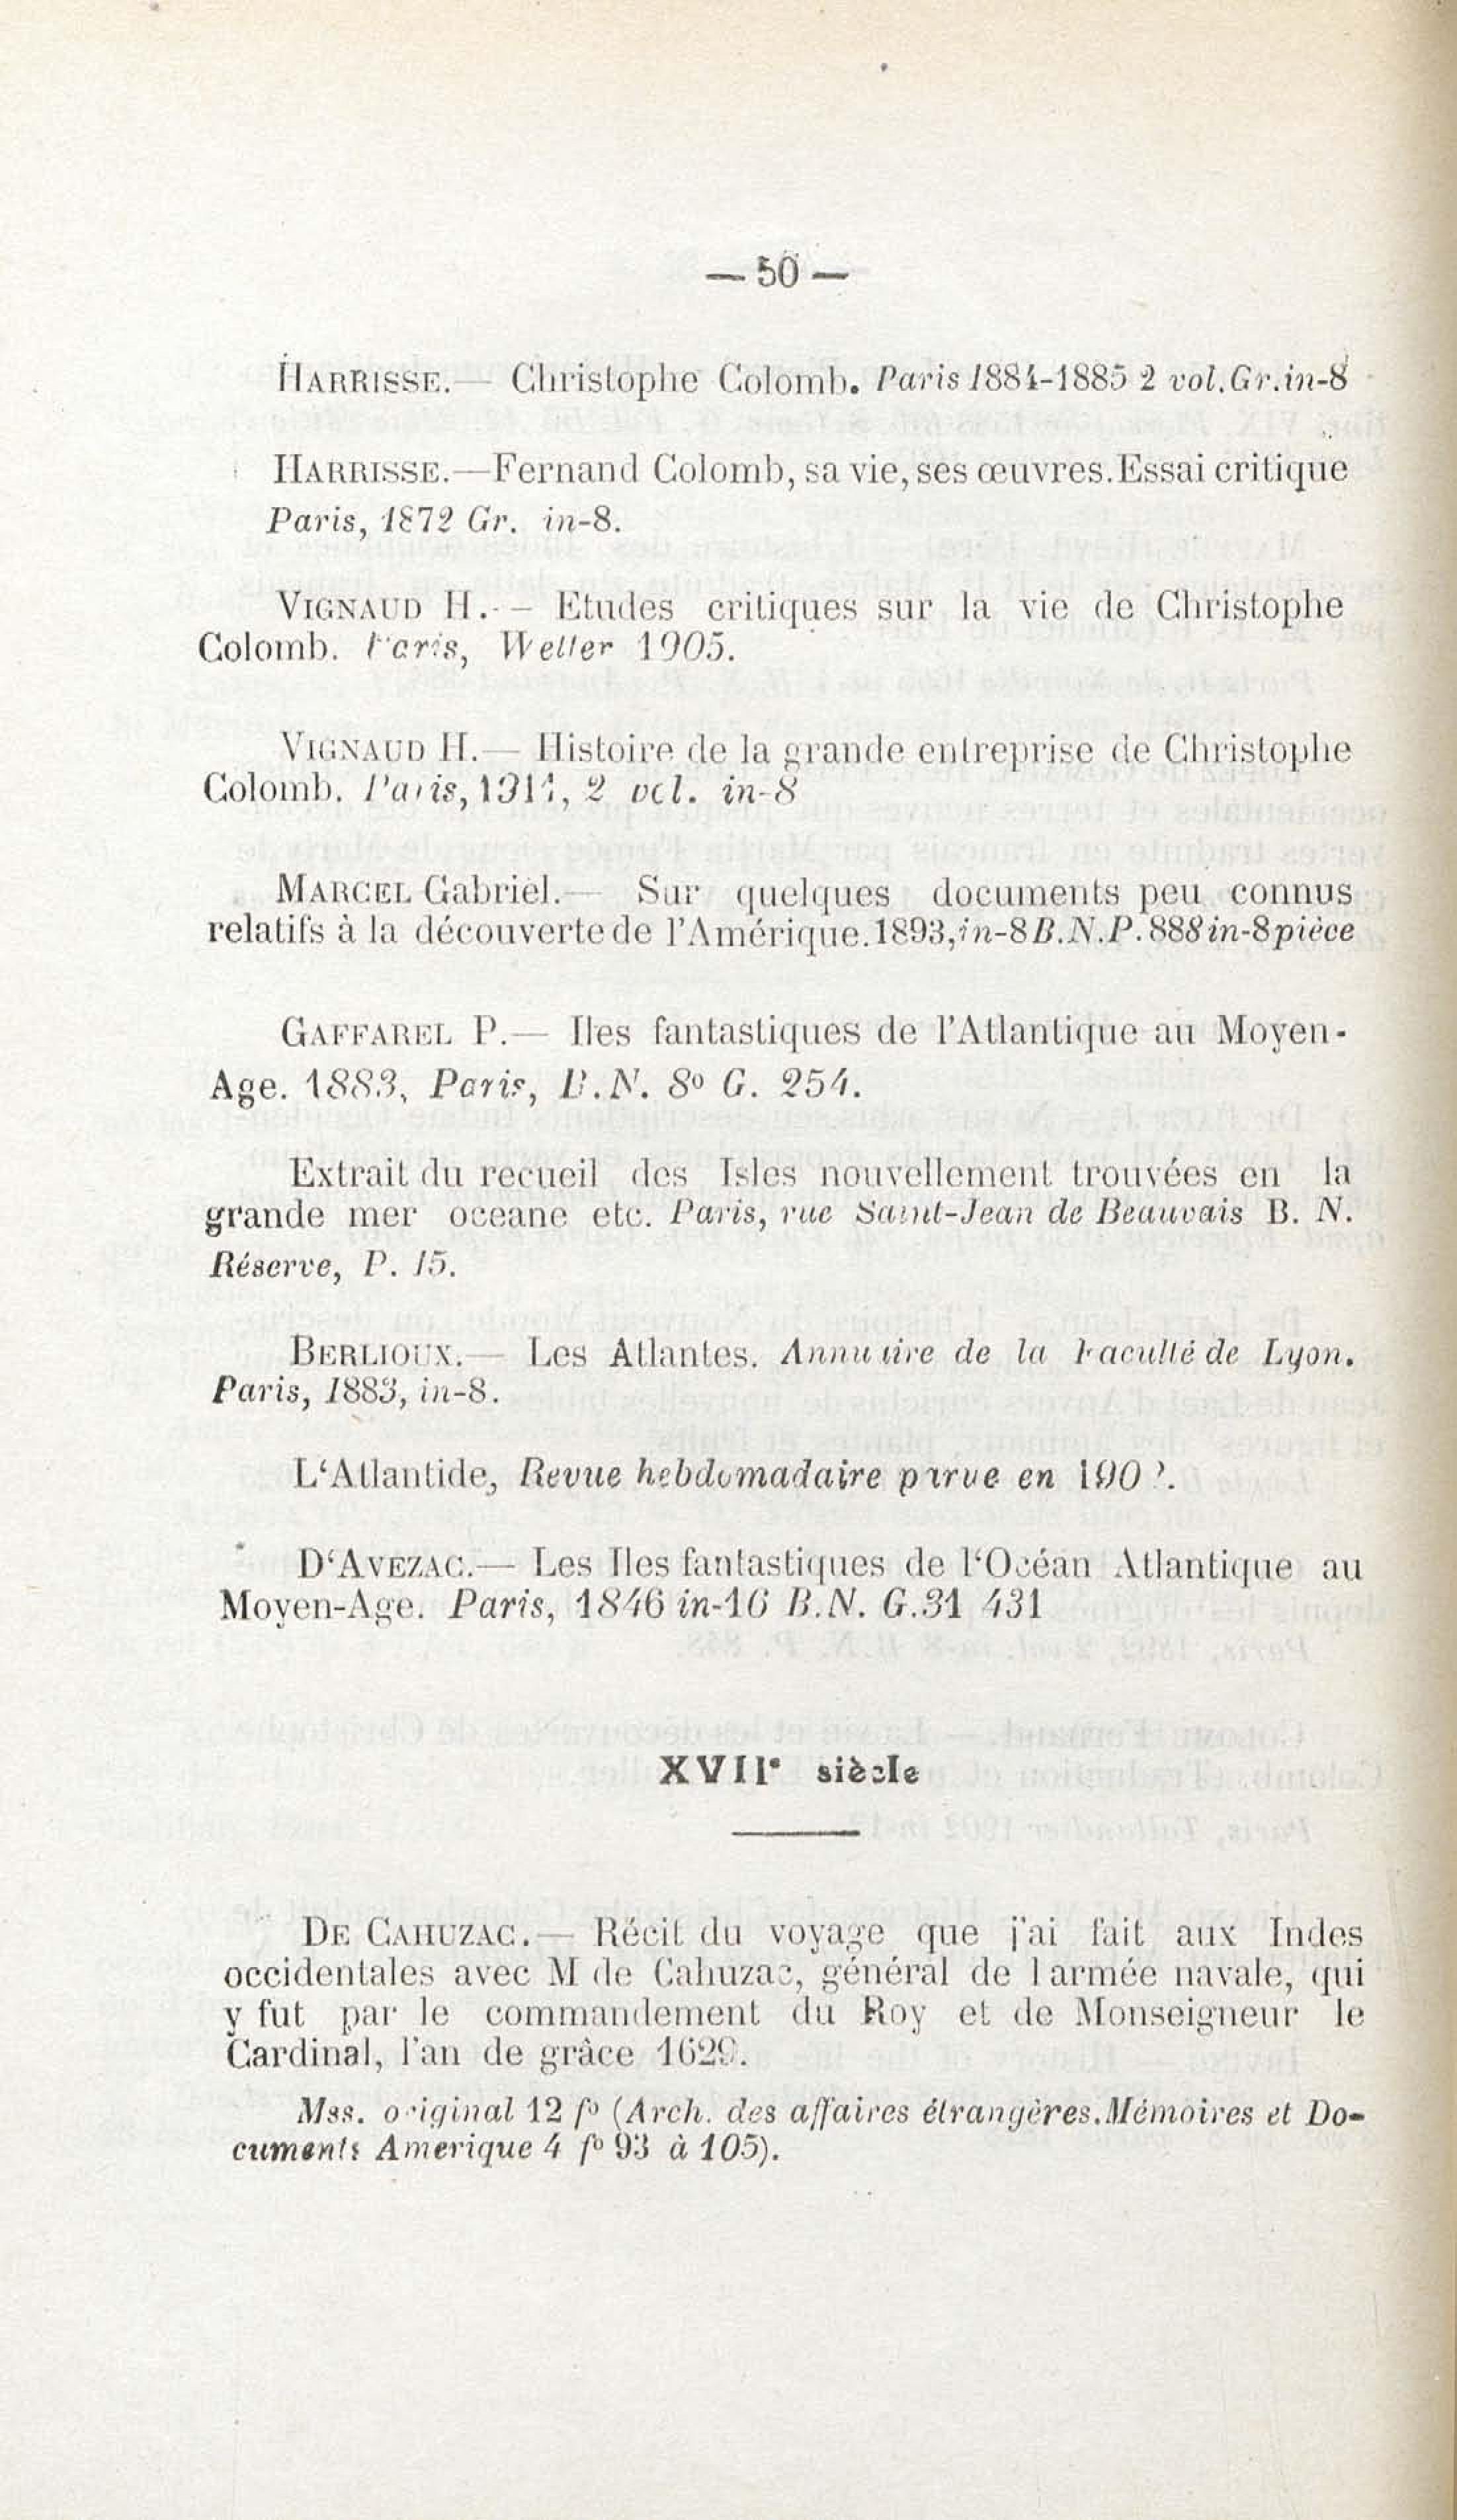 — 50 —
HARRISSE.— Christophe Colomb. Paris 1884-1885 2 vol. Gr. in-8
HARRISSE.—Fernand Colomb, sa vie, ses œuvres. Essai critique
Paris, 1872 Gr. in-8.
VIGNAUD H.-– Etudes critiques sur la vie de Christophe
Colomb. Paris, Welter 1905.
VIGNAUD H.— Histoire de la grande entreprise de Christophe
Colomb. Paris, 1911, 2 vol. in-8
MARCEL Gabriel.— Sur quelques documents peu connus
relatifs à la découverte de l'Amérique. 1893, in-8 B.N.P. 888 in-8 pièce
GAFFAREL P.— Iles fantastiques de l'Atlantique au Moyen-
Age. 1883, Paris, B.N. 8º G. 254.
Extrait du recueil des Isles nouvellement trouvées en la
grande mer oceane etc. Paris, rue Saint-Jean de Beauvais B. N.
Réserve, P. 15.
BERLIOUX.— Les Atlantes. Annuaire de la Faculté de Lyon.
Paris, 1883, in-8.
L'Atlantide, Revue hebdomadaire parue en
D'AVEZAC.— Les Iles fantastiques de l'Océan Atlantique au
Moyen-Age. Paris, 1846 in-16 B.N. G.31 431
XVIIe siècle
DE CAHUZAC.— Récit du voyage que j'ai fait aux Indes
occidentales avec M de Cahuzac, général de l armée navale, qui
y fut par le commandement du Roy et de Monseigneur le
Cardinal, l'an de grâce 1629.
Mss. original 12 fº (Arch. des affaires étrangères. Mémoires et Do-
cuments Amerique 4 fº 93 à 105).